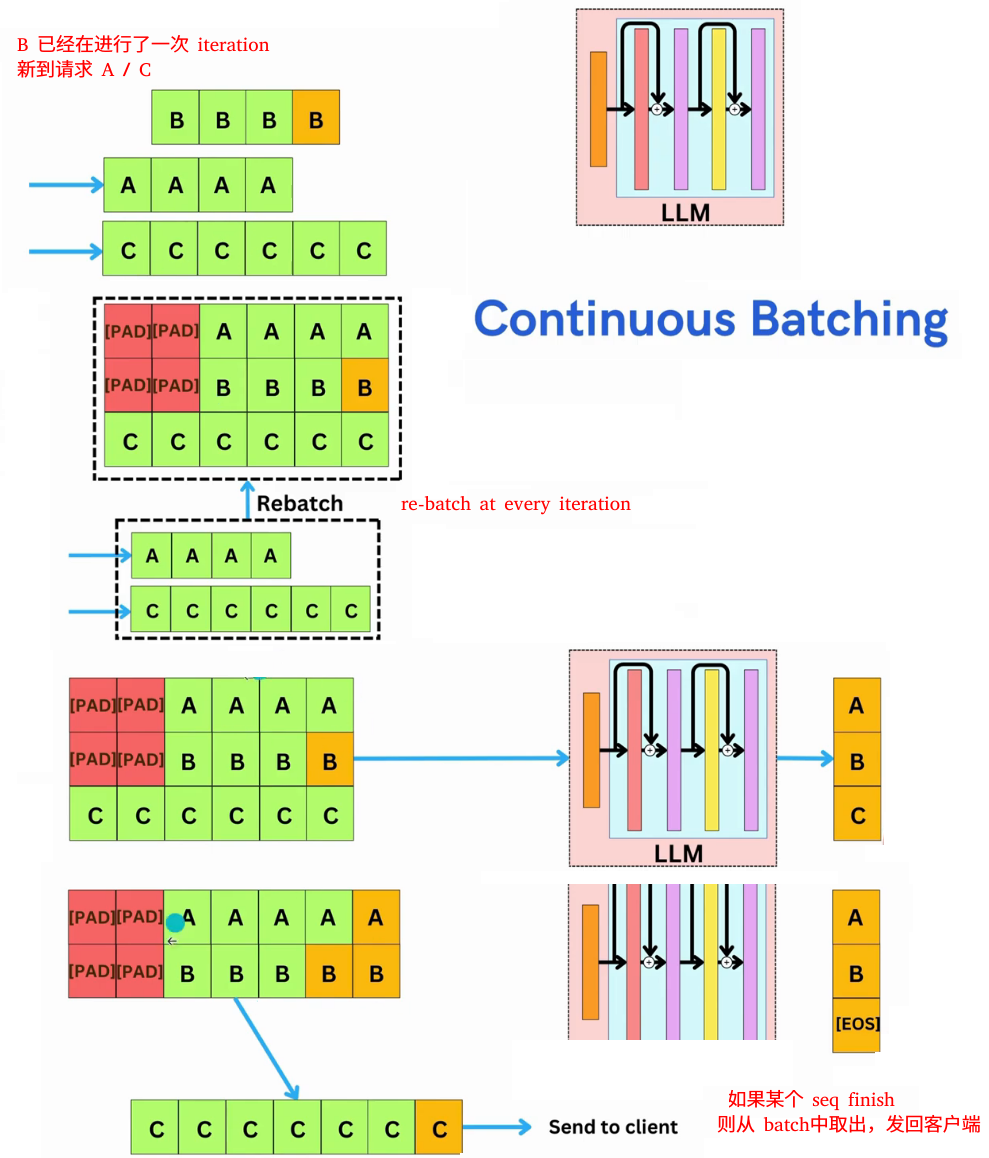 B 已经在进行了一次 iteration
新到请求 A / C
B B B B
A A A A
C C C C C C
LLM
Continuous Batching
[PAD] [PAD] A A A A
[PAD] [PAD] B B B B
C C C C C C
Rebatch
re-batch at every iteration
A A A A
C C C C C C
[PAD] [PAD] A A A A
[PAD] [PAD] B B B B
C C C C C C
LLM
A
B
C
[PAD] [PAD] A A A A A
[PAD] [PAD] B B B B B
A
B
[EOS]
C C C C C C C
Send to client
如果某个 seq finish
则从 batch中取出，发回客户端